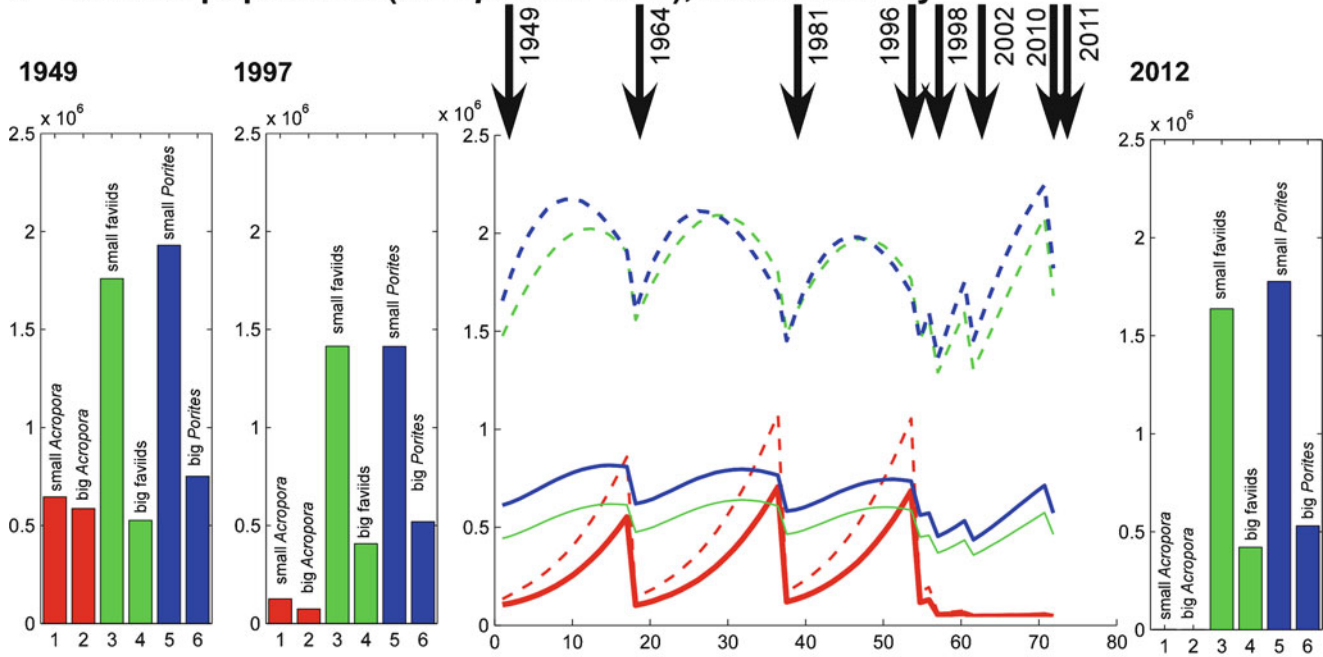 1949
x 10⁶
2.5
2
1.5
1
0.5
0
small Acropora
big Acropora
small faviids
big faviids
small Porites
big Porites
1 2 3 4 5 6
1997
x 10⁶
2.5
2
1.5
1
0.5
0
small Acropora
big Acropora
small faviids
big faviids
small Porites
big Porites
1 2 3 4 5 6
1949
1964
1981
1996
1998
2002
2010
2011
x 10⁶
2.5
2
1.5
1
0.5
0
0 10 20 30 40 50 60 70 80
2012
x 10⁶
2.5
2
1.5
1
0.5
0
small Acropora
big Acropora
small faviids
big faviids
small Porites
big Porites
1 2 3 4 5 6